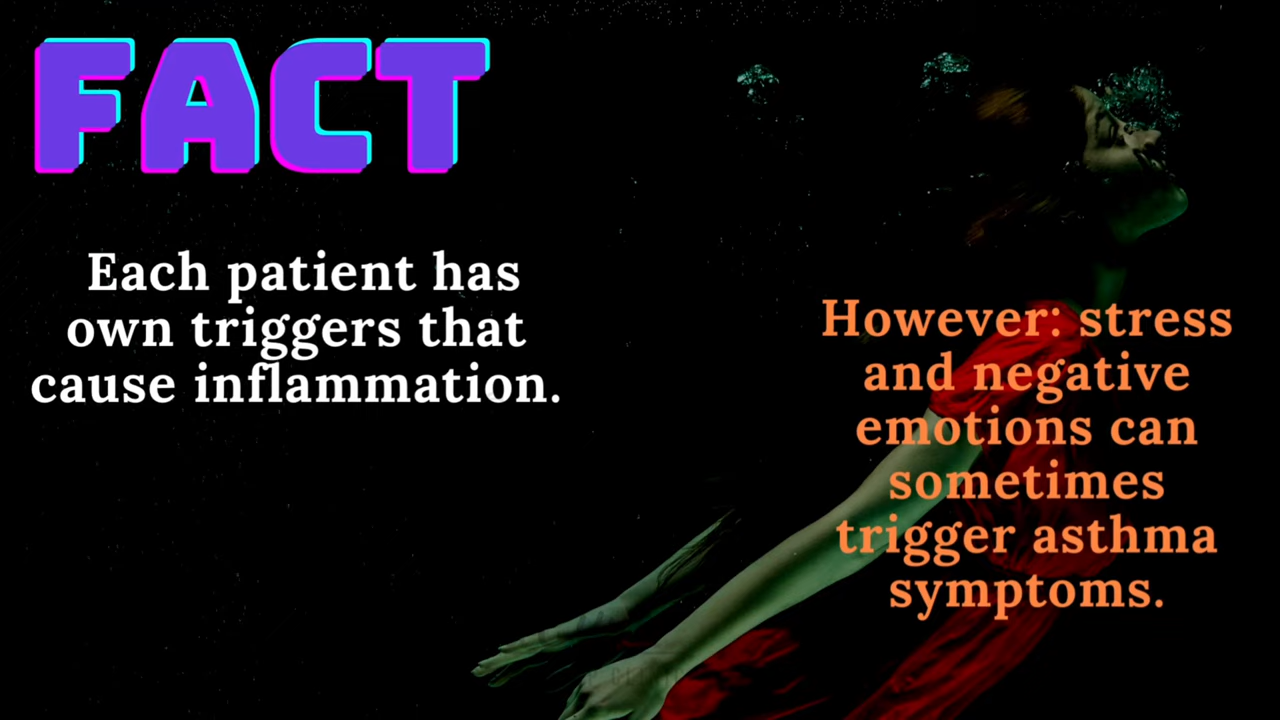 FACT
Each patient has
own triggers that
cause inflammation.
However: stress
and negative
emotions can
sometimes
trigger asthma
symptoms.